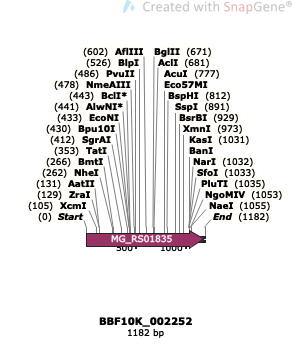 Created with SnapGene®
(602) AflIII BglII (671)
(526) BlpI AclI (681)
(486) PvuII AcuI (777)
(478) NmeAIII Eco57MI
(443) BclI* BspHI (812)
(441) AlwNI* SspI (891)
(433) EcoNI BsrBI (929)
(430) Bpu10I XmnI (973)
(412) SgrAI KasI (1031)
(353) TatI BanI
(266) BmtI NarI (1032)
(262) NheI SfoI (1033)
(131) AatII PluTI (1035)
(129) ZraI NgoMIV (1053)
(105) XcmI NaeI (1055)
(0) Start End (1182)
MG_RS01835
500 1000
BBF10K_002252
1182 bp